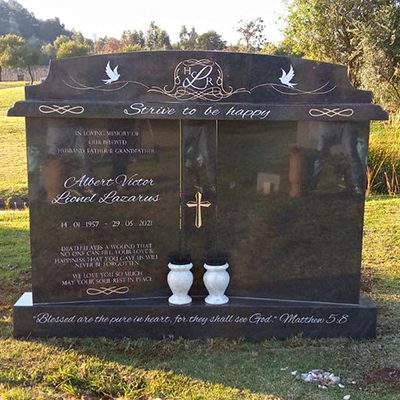 H L R
Strive to be happy
IN LOVING MEMORY OF
OUR BELOVED
HUSBAND, FATHER & GRANDFATHER
Albert Victor
Lionel Lazarus
14 . 01 . 1957 - 29 . 05 . 2021
DEATH LEAVES A WOUND THAT
NO ONE CAN FILL, YOUR LOVE &
HAPPINESS THAT YOU GAVE US WILL
NEVER BE FORGOTTEN.
WE LOVE YOU SO MUCH,
MAY YOUR SOUL REST IN PEACE
"Blessed are the pure in heart, for they shall see God." Matthew 5:8